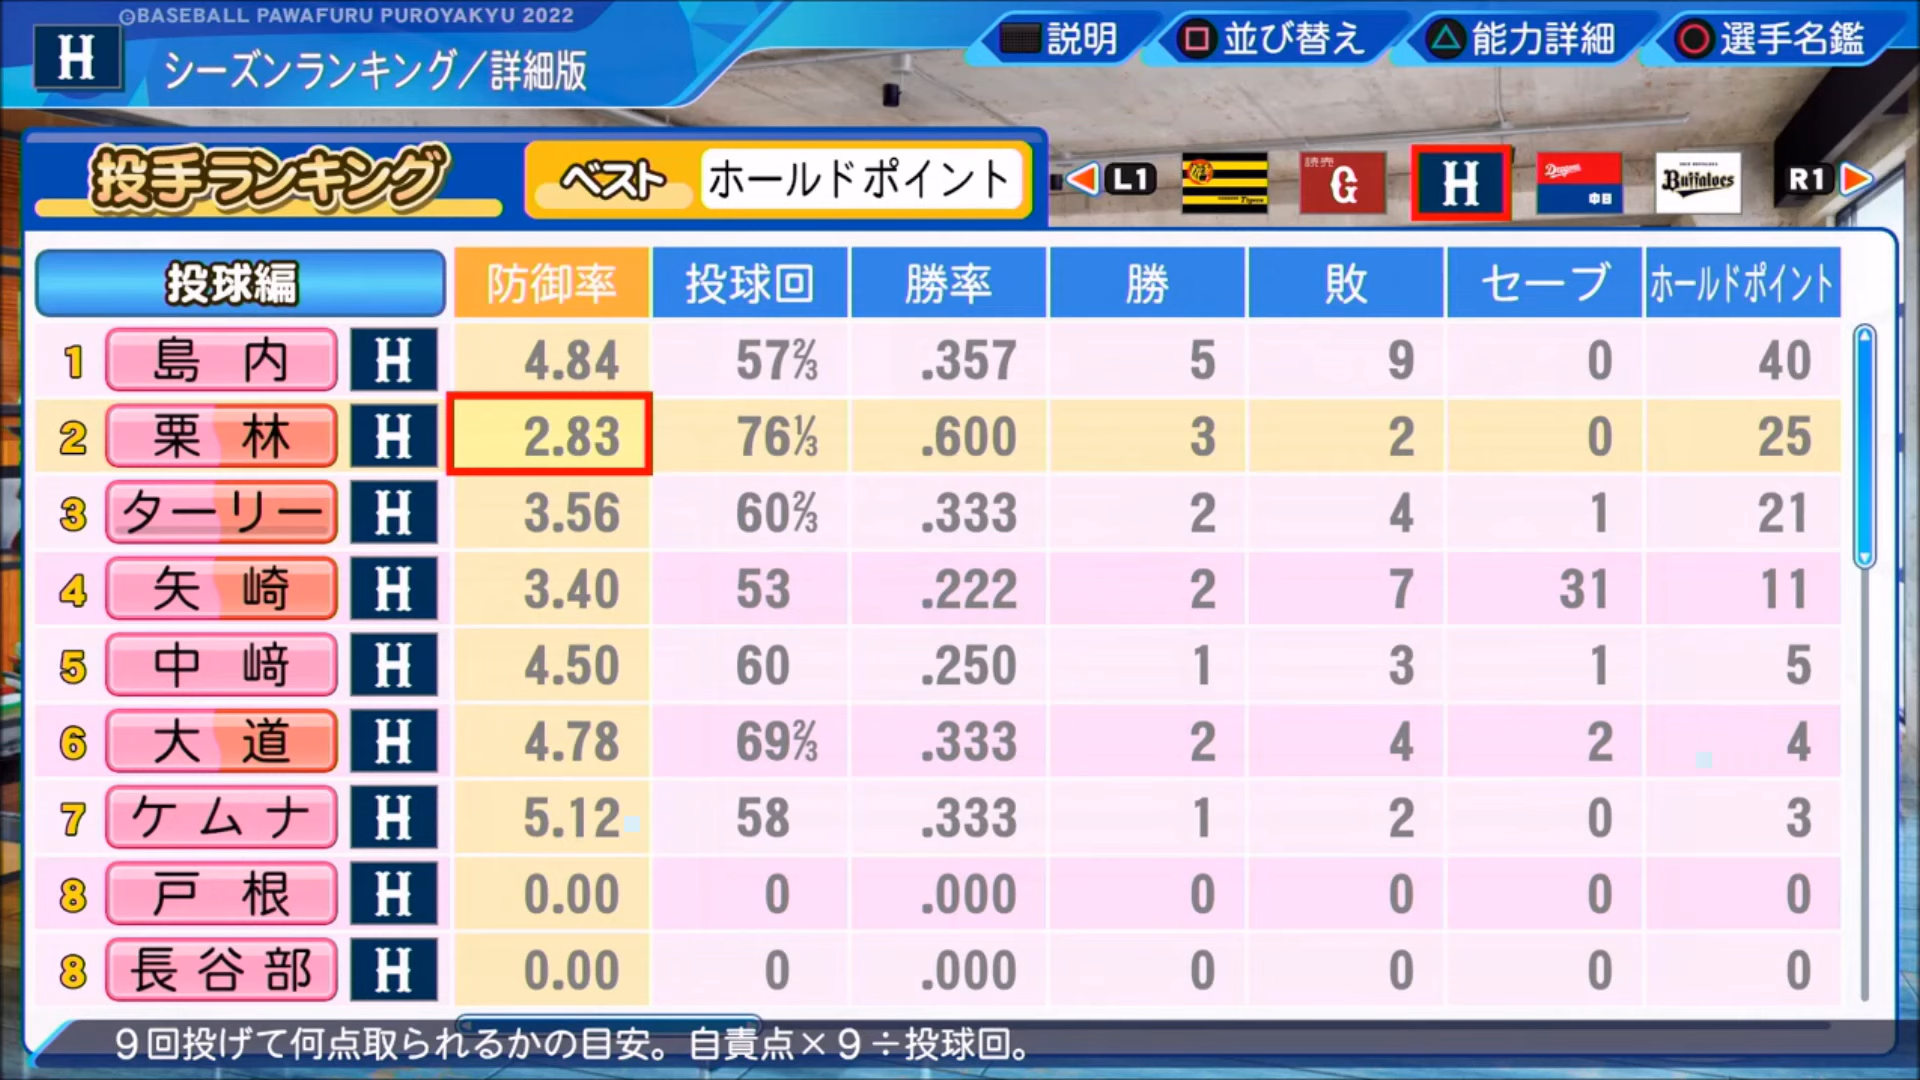 ©BASEBALL PAWAFURU PUROYAKYU 2022
H シーズンランキング／詳細版
説明 並び替え 能力詳細 選手名鑑
投手ランキング ベスト ホールドポイント
L1 Tigers 読売 G H Dragons 中日 Buffaloes R1
投球編 防御率 投球回 勝率 勝 敗 セーブ ホールドポイント
1 島内 H 4.84 57⅔ .357 5 9 0 40
2 栗林 H 2.83 76⅓ .600 3 2 0 25
3 ターリー H 3.56 60⅔ .333 2 4 1 21
4 矢崎 H 3.40 53 .222 2 7 31 11
5 中﨑 H 4.50 60 .250 1 3 1 5
6 大道 H 4.78 69⅔ .333 2 4 2 4
7 ケムナ H 5.12 58 .333 1 2 0 3
8 戸根 H 0.00 0 .000 0 0 0 0
8 長谷部 H 0.00 0 .000 0 0 0 0
９回投げて何点取られるかの目安。自責点×９÷投球回。